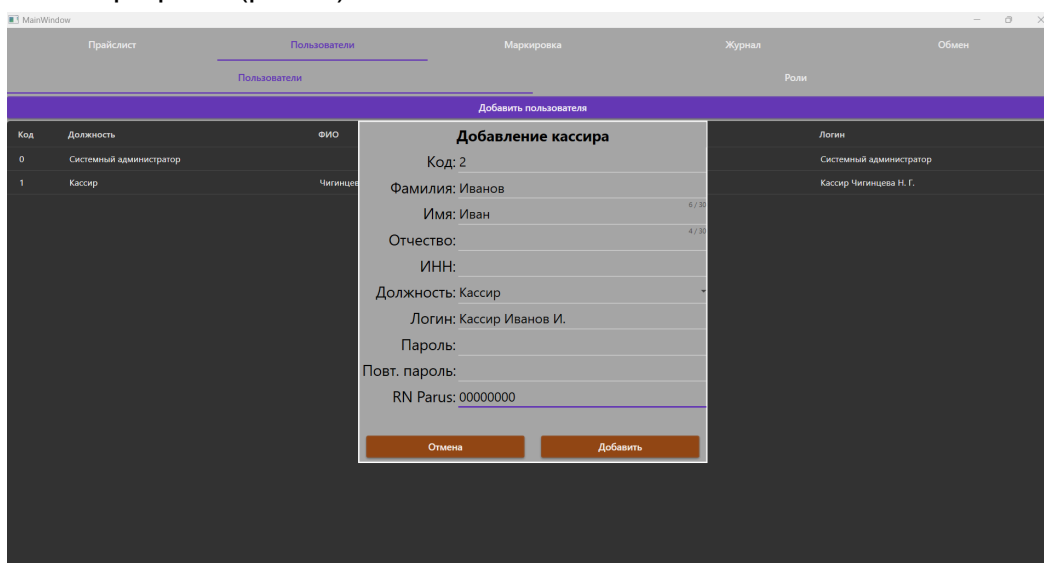 MainWindow
Прайслист Пользователи Маркировка Журнал Обмен
Пользователи Роли
Добавить пользователя
Код Должность ФИО Логин
0 Системный администратор Системный администратор
1 Кассир Чигинцев Кассир Чигинцева Н. Г.
Добавление кассира
Код: 2
Фамилия: Иванов
6 / 30
Имя: Иван
4 / 30
Отчество:
ИНН:
Должность: Кассир
Логин: Кассир Иванов И.
Пароль:
Повт. пароль:
RN Parus: 00000000
Отмена Добавить